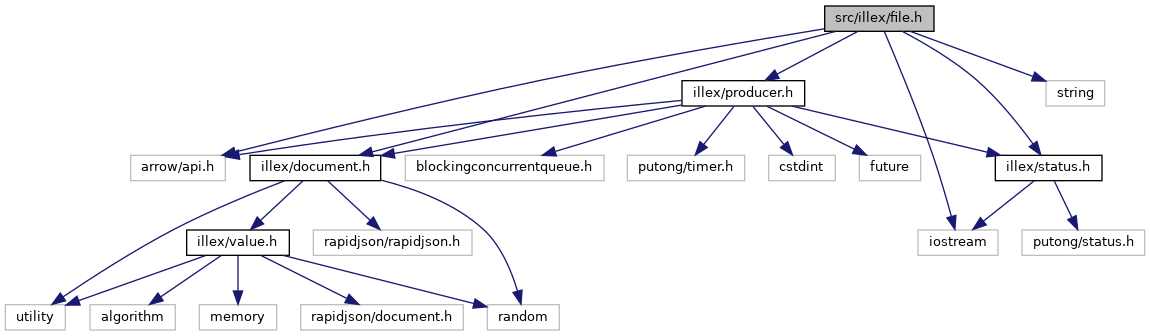 src/illex/file.h
illex/producer.h
string
arrow/api.h
illex/document.h
blockingconcurrentqueue.h
putong/timer.h
cstdint
future
illex/status.h
illex/value.h
rapidjson/rapidjson.h
iostream
putong/status.h
utility
algorithm
memory
rapidjson/document.h
random